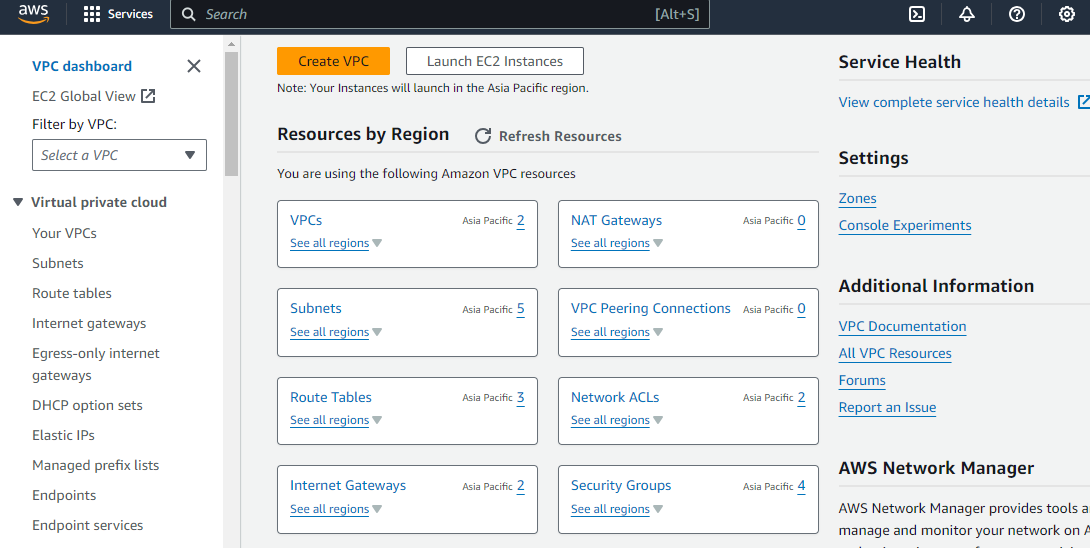 aws
Services
Search
[Alt+S]
VPC dashboard
EC2 Global View
Filter by VPC:
Select a VPC
Virtual private cloud
Your VPCs
Subnets
Route tables
Internet gateways
Egress-only internet
gateways
DHCP option sets
Elastic IPs
Managed prefix lists
Endpoints
Endpoint services
Create VPC
Launch EC2 Instances
Note: Your Instances will launch in the Asia Pacific region.
Resources by Region
Refresh Resources
You are using the following Amazon VPC resources
VPCs
Asia Pacific 2
See all regions
NAT Gateways
Asia Pacific 0
See all regions
Subnets
Asia Pacific 5
See all regions
VPC Peering Connections
Asia Pacific 0
See all regions
Route Tables
Asia Pacific 3
See all regions
Network ACLs
Asia Pacific 2
See all regions
Internet Gateways
Asia Pacific 2
See all regions
Security Groups
Asia Pacific 4
See all regions
Service Health
View complete service health details
Settings
Zones
Console Experiments
Additional Information
VPC Documentation
All VPC Resources
Forums
Report an Issue
AWS Network Manager
AWS Network Manager provides tools a
manage and monitor your network on A